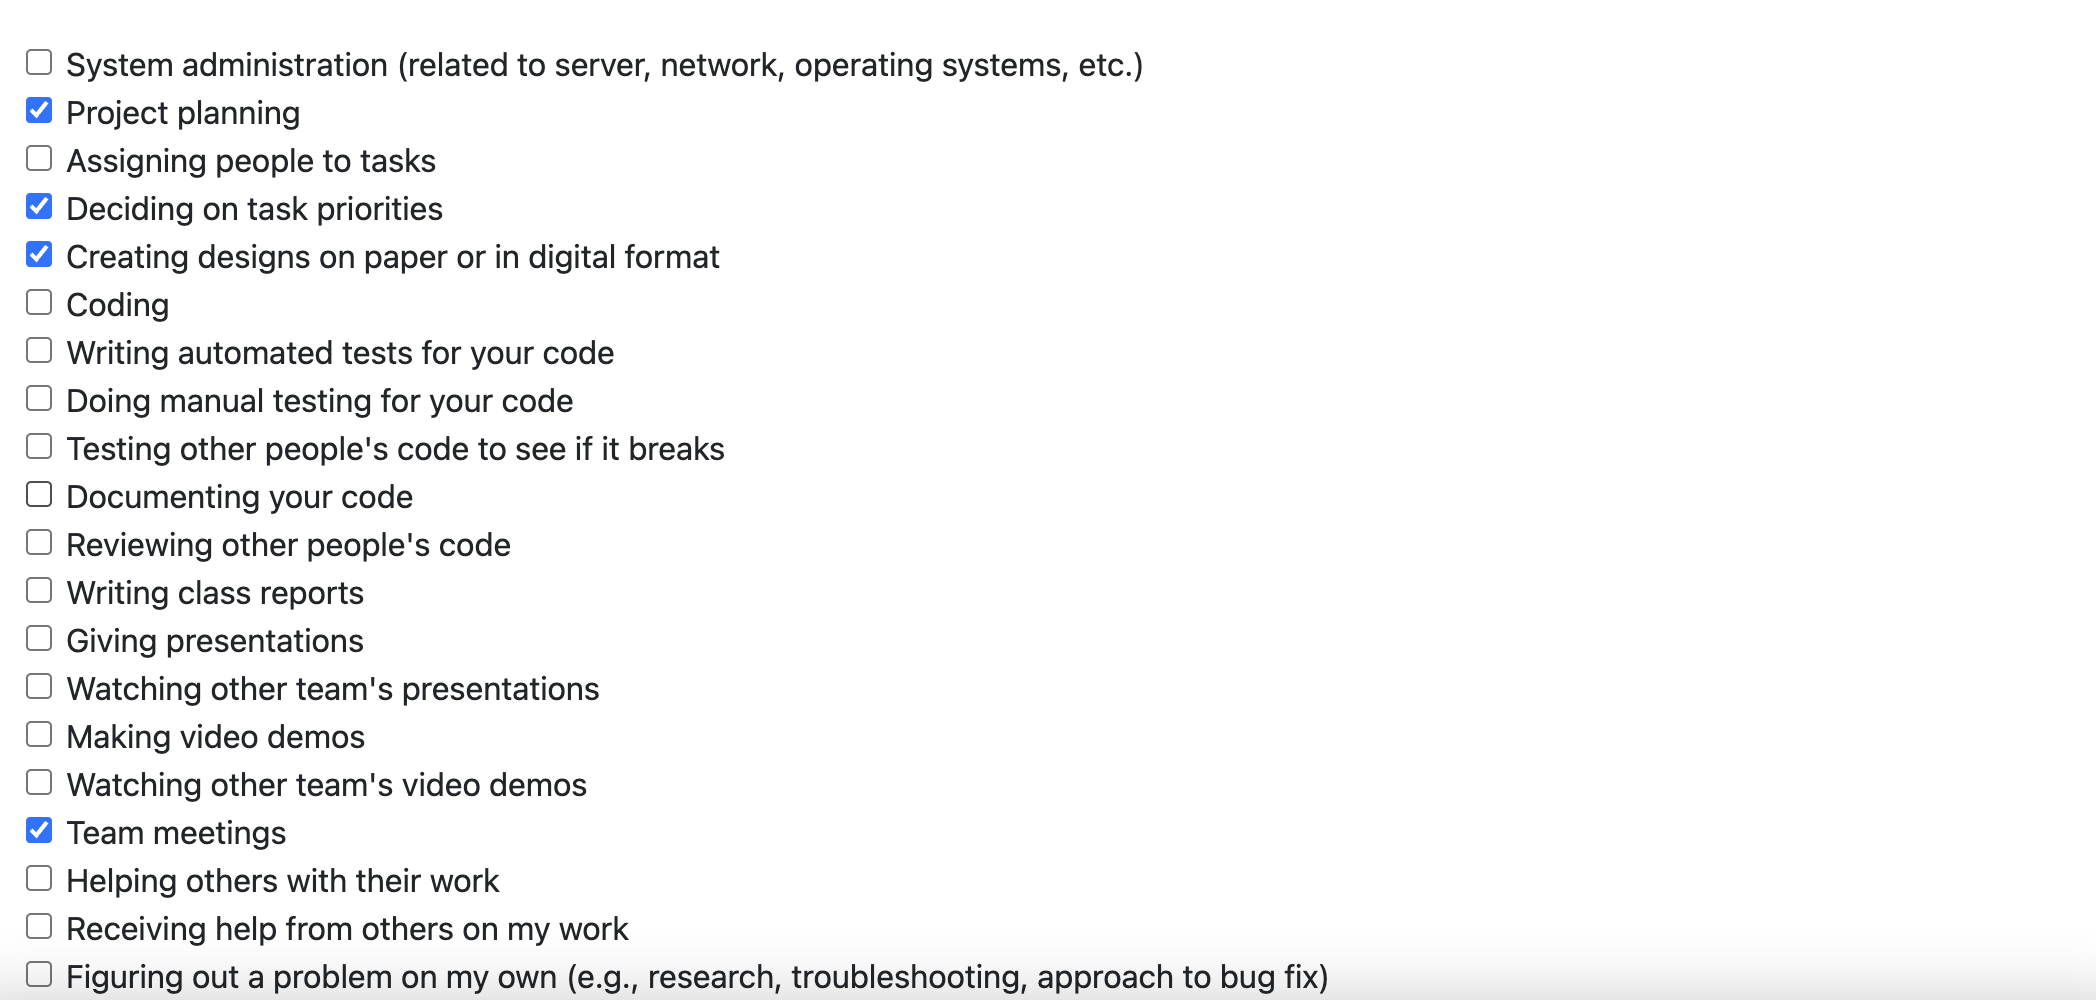 System administration (related to server, network, operating systems, etc.)
Project planning
Assigning people to tasks
Deciding on task priorities
Creating designs on paper or in digital format
Coding
Writing automated tests for your code
Doing manual testing for your code
Testing other people's code to see if it breaks
Documenting your code
Reviewing other people's code
Writing class reports
Giving presentations
Watching other team's presentations
Making video demos
Watching other team's video demos
Team meetings
Helping others with their work
Receiving help from others on my work
Figuring out a problem on my own (e.g., research, troubleshooting, approach to bug fix)